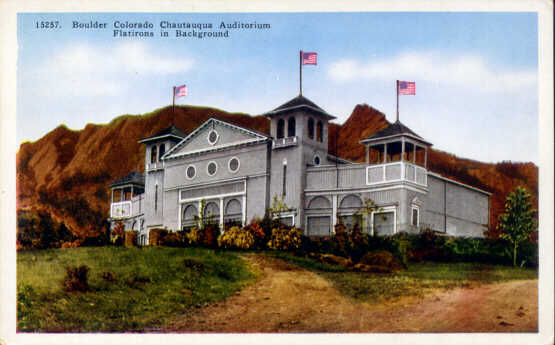 15257. Boulder Colorado Chautauqua Auditorium
Flatirons in Background